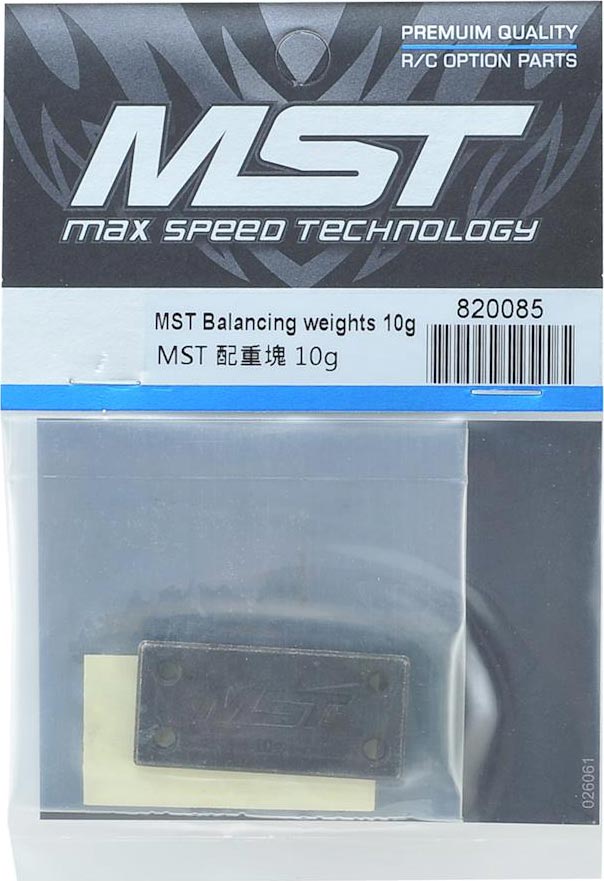 PREMUIM QUALITY
R/C OPTION PARTS
MST
MAX SPEED TECHNOLOGY
820085
MST Balancing weights 10g
MST 配重塊 10g
MST
10g
026061